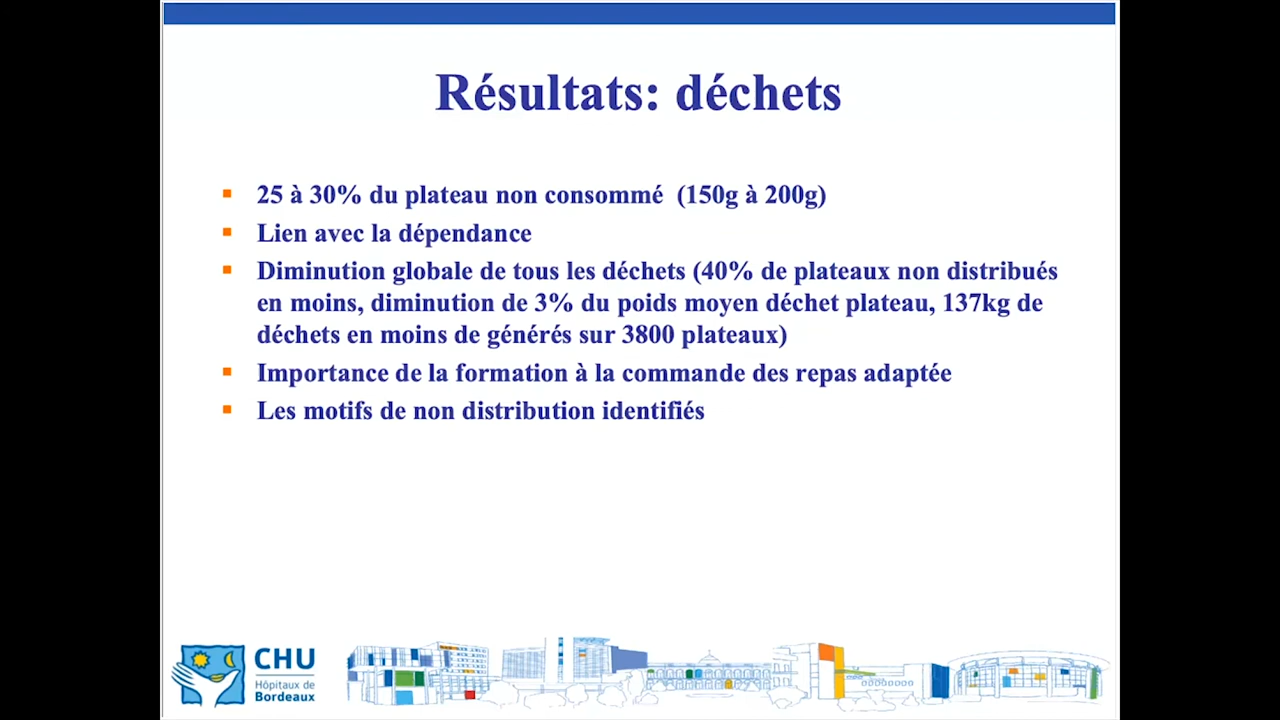 Résultats: déchets
25 à 30% du plateau non consommé (150g à 200g)
Lien avec la dépendance
Diminution globale de tous les déchets (40% de plateaux non distribués
en moins, diminution de 3% du poids moyen déchet plateau, 137kg de
déchets en moins de générés sur 3800 plateaux)
Importance de la formation à la commande des repas adaptée
Les motifs de non distribution identifiés
CHU
Hôpitaux de
Bordeaux